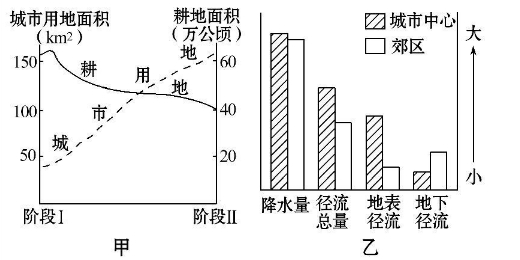 城市用地面积
(km²)
耕地面积
(万公顷)
150
100
50
60
40
20
耕
地
城
市
用
地
阶段Ⅰ
阶段Ⅱ
甲
城市中心
郊区
大
小
降水量
径流
总量
地表
径流
地下
径流
乙